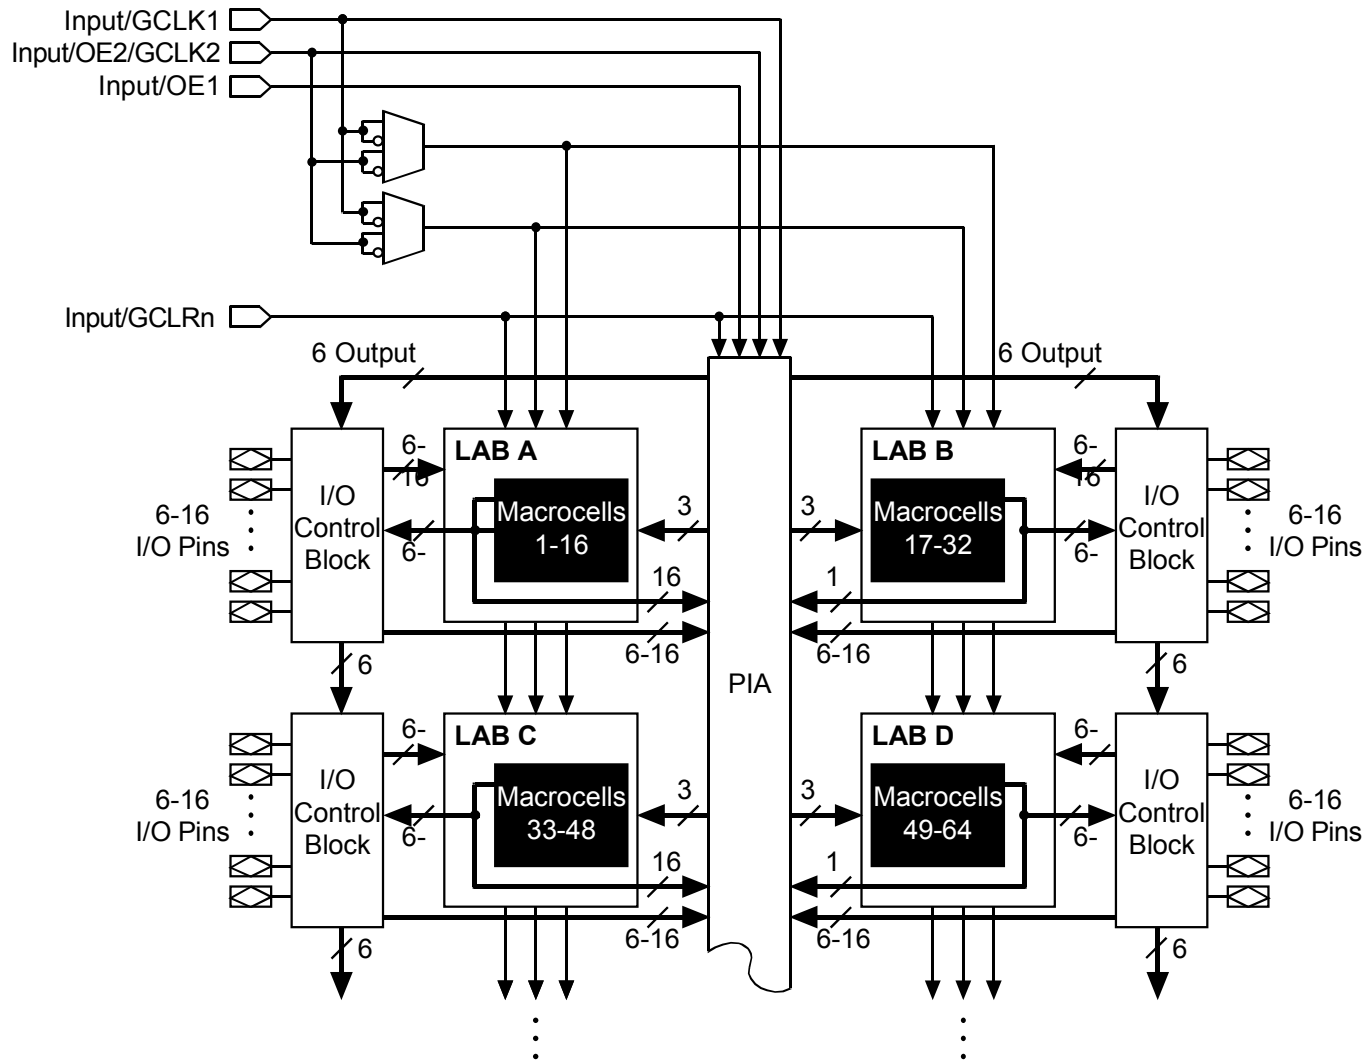 Input/GCLK1
Input/OE2/GCLK2
Input/OE1
Input/GCLRn
6 Output
6 Output
6-
16
LAB A
LAB B
6-
16
I/O
Control
Block
6-16
I/O Pins
6-
Macrocells
1-16
3
3
Macrocells
17-32
6-
I/O
Control
Block
6-16
I/O Pins
16
1
6-16
6-16
6
PIA
6
6-
LAB C
LAB D
6-
I/O
Control
Block
6-16
I/O Pins
6-
Macrocells
33-48
3
3
Macrocells
49-64
6-
I/O
Control
Block
6-16
I/O Pins
16
1
6-16
6-16
6
6